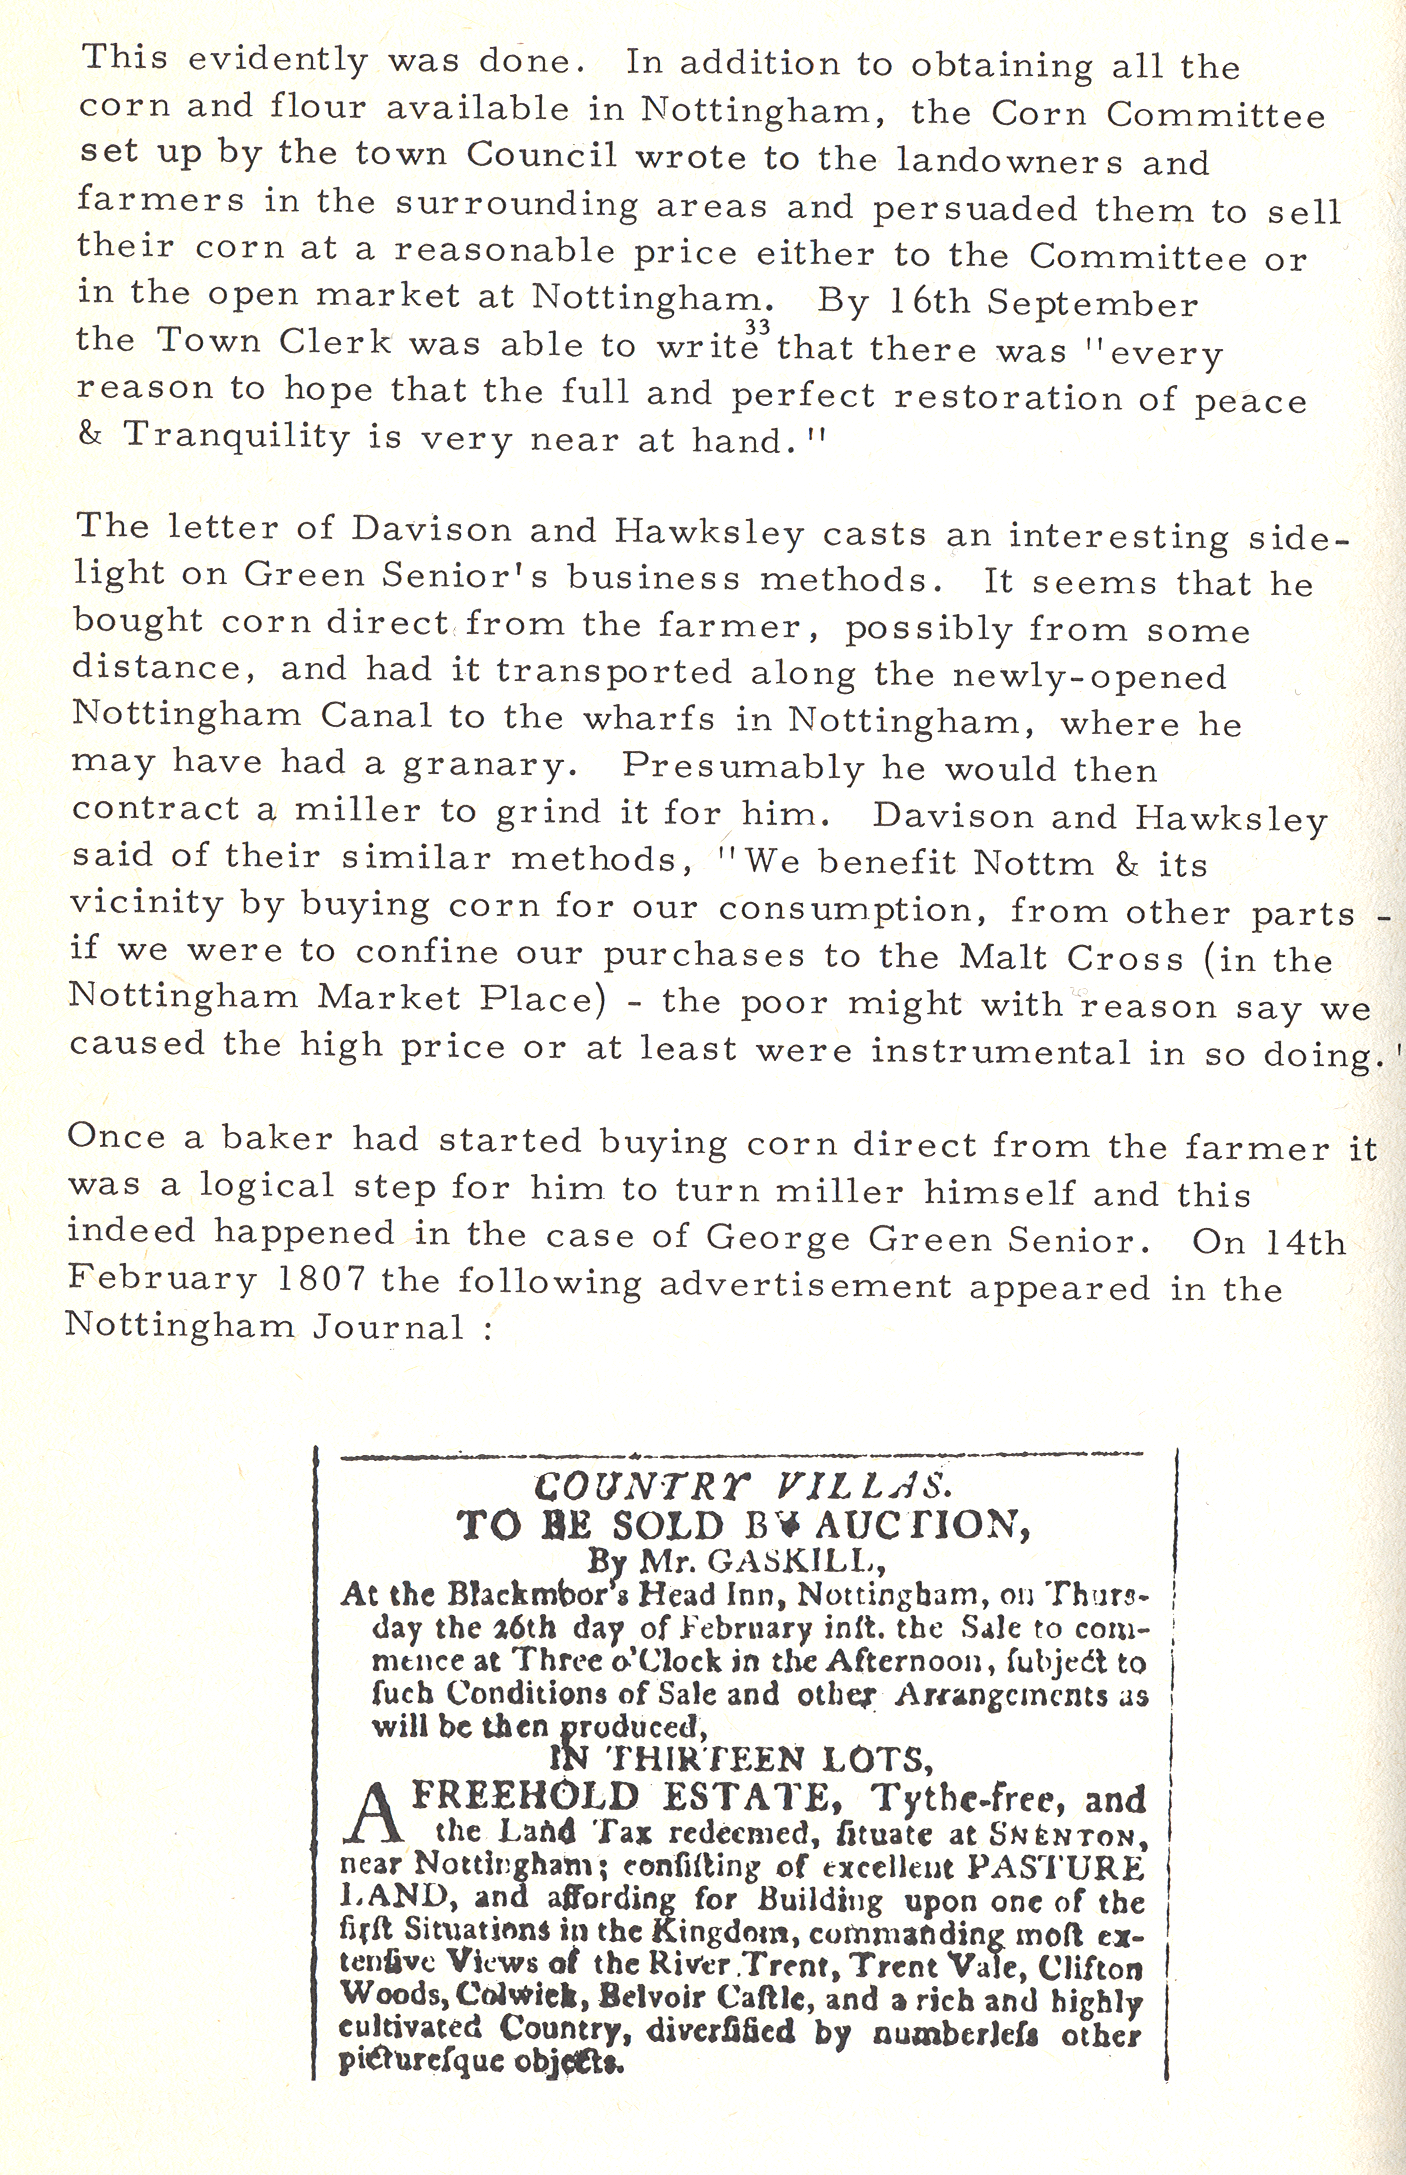 This evidently was done. In addition to obtaining all the
corn and flour available in Nottingham, the Corn Committee
set up by the town Council wrote to the landowners and
farmers in the surrounding areas and persuaded them to sell
their corn at a reasonable price either to the Committee or
in the open market at Nottingham. By 16th September
the Town Clerk was able to write³³ that there was "every
reason to hope that the full and perfect restoration of peace
& Tranquility is very near at hand."

The letter of Davison and Hawksley casts an interesting side-
light on Green Senior's business methods. It seems that he
bought corn direct from the farmer, possibly from some
distance, and had it transported along the newly-opened
Nottingham Canal to the wharfs in Nottingham, where he
may have had a granary. Presumably he would then
contract a miller to grind it for him. Davison and Hawksley
said of their similar methods, "We benefit Nottm & its
vicinity by buying corn for our consumption, from other parts -
if we were to confine our purchases to the Malt Cross (in the
Nottingham Market Place) - the poor might with reason say we
caused the high price or at least were instrumental in so doing.'

Once a baker had started buying corn direct from the farmer it
was a logical step for him to turn miller himself and this
indeed happened in the case of George Green Senior. On 14th
February 1807 the following advertisement appeared in the
Nottingham Journal :

COUNTRY VILLAS.
TO BE SOLD BY AUCTION,
By Mr. GASKILL,
At the Blackmoor's Head Inn, Nottingham, on Thurs-
day the 26th day of February inſt. the Sale to com-
mence at Three o'Clock in the Afternoon, ſubject to
ſuch Conditions of Sale and other Arrangements as
will be then produced,
IN THIRTEEN LOTS,
A FREEHOLD ESTATE, Tythe-free, and
the Land Tax redeemed, ſituate at SNENTON,
near Nottingham; conſiſting of excellent PASTURE
LAND, and affording for Building upon one of the
firſt Situations in the Kingdom, commanding moſt ex-
tenſive Views of the River Trent, Trent Vale, Clifton
Woods, Colwick, Belvoir Caſtle, and a rich and highly
cultivated Country, diverſified by numberleſs other
pictureſque objects.